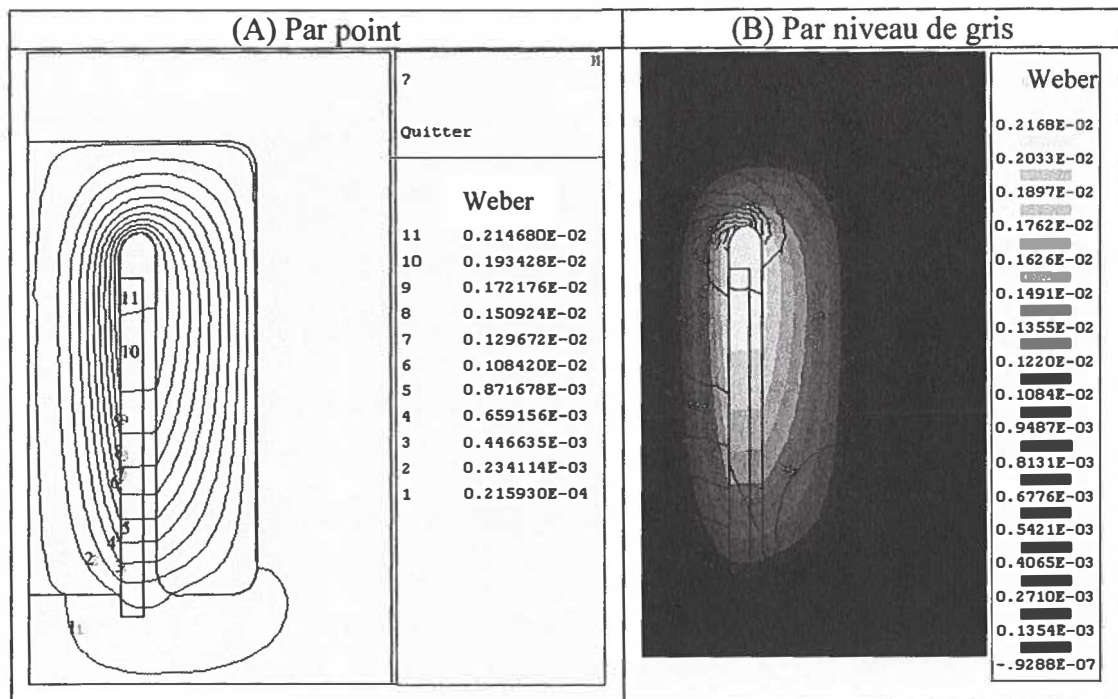 (A) Par point
(B) Par niveau de gris
?
Quitter
Weber
11 0.214680E-02
10 0.193428E-02
9 0.172176E-02
8 0.150924E-02
7 0.129672E-02
6 0.108420E-02
5 0.871678E-03
4 0.659156E-03
3 0.446635E-03
2 0.234114E-03
1 0.215930E-04
11
10
9
8
7
6
5
4
3
2
1
Weber
0.2168E-02
0.2033E-02
0.1897E-02
0.1762E-02
0.1626E-02
0.1491E-02
0.1355E-02
0.1220E-02
0.1084E-02
0.9487E-03
0.8131E-03
0.6776E-03
0.5421E-03
0.4065E-03
0.2710E-03
0.1354E-03
-.9288E-07